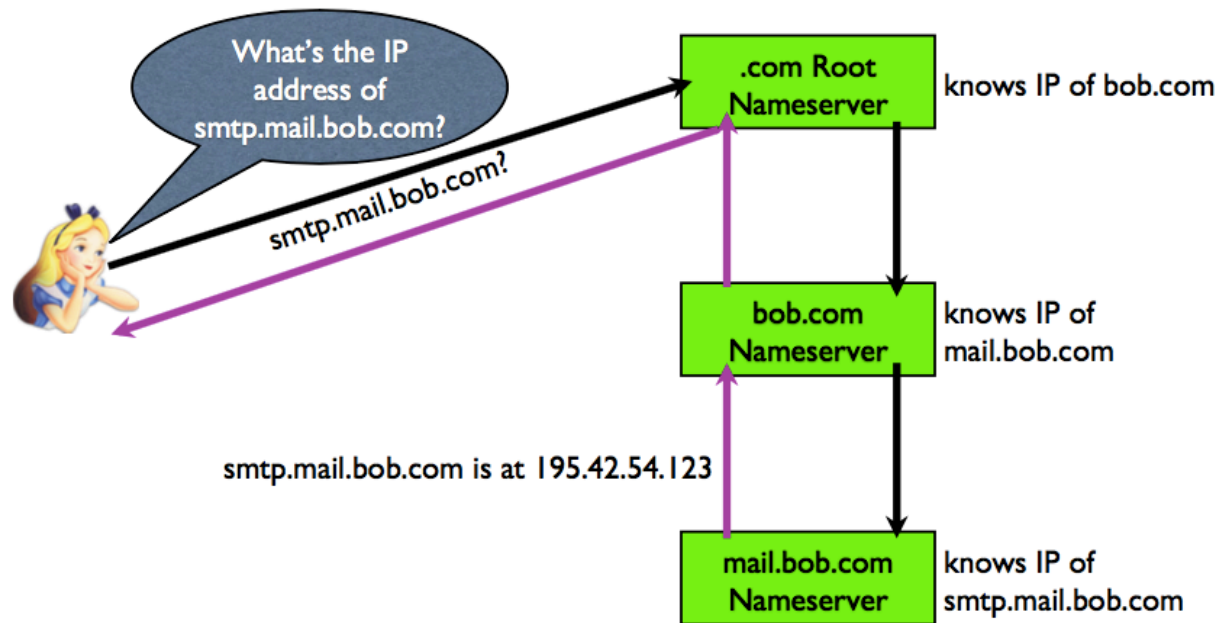 What's the IP
address of
smtp.mail.bob.com?
.com Root
Nameserver
knows IP of bob.com
smtp.mail.bob.com?
bob.com
Nameserver
knows IP of
mail.bob.com
smtp.mail.bob.com is at 195.42.54.123
mail.bob.com
Nameserver
knows IP of
smtp.mail.bob.com